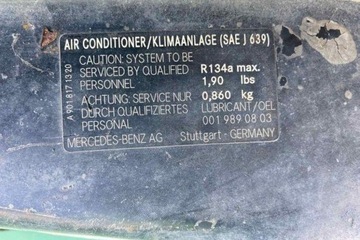 AIR CONDITIONER/KLIMAANLAGE (SAE J 639)
CAUTION: SYSTEM TO BE
SERVICED BY QUALIFIED
PERSONNEL
R134a max.
1,90 lbs
ACHTUNG: SERVICE NUR
DURCH QUALIFIZIERTES
PERSONAL
0,860 kg
LUBRICANT/OEL
001 989 08 03
MERCEDES-BENZ AG Stuttgart - GERMANY
A 901 817 13 20